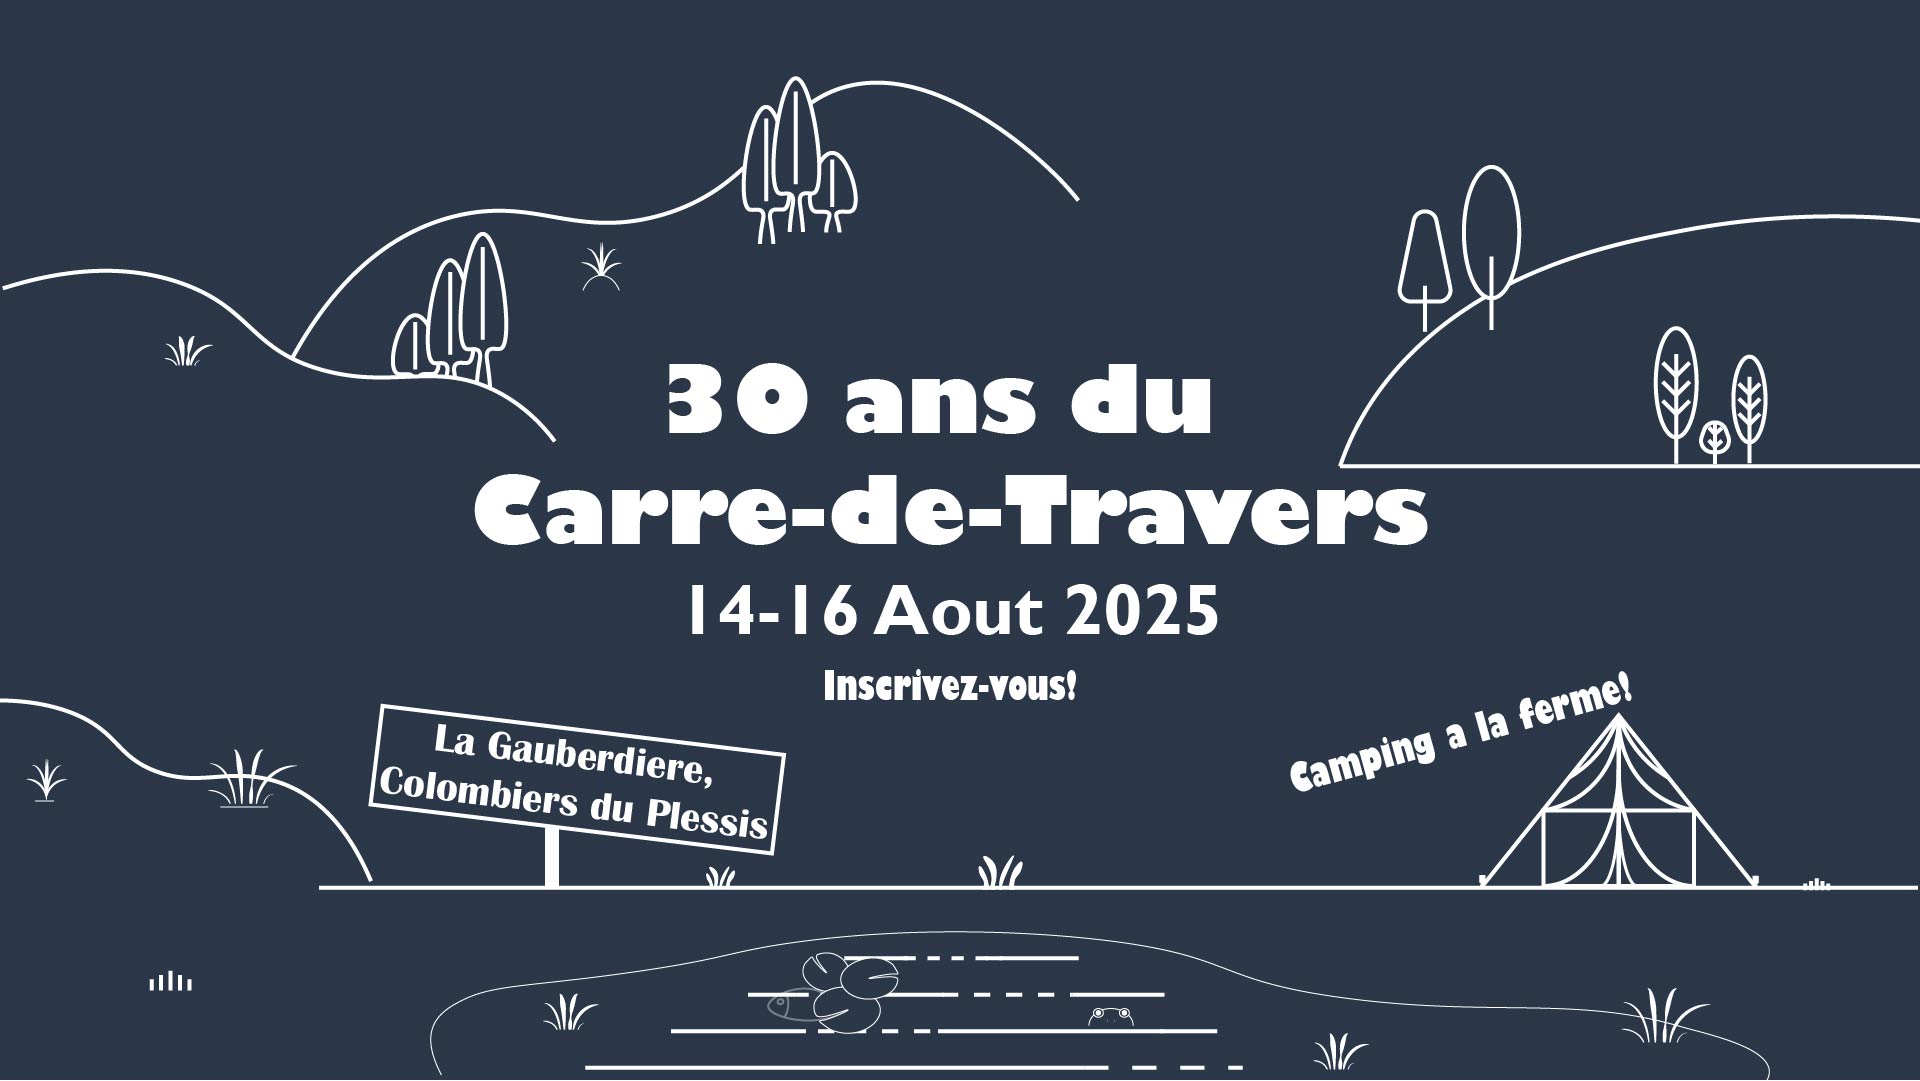 30 ans du
Carre-de-Travers
14-16 Aout 2025
Inscrivez-vous!
Camping a la ferme!
La Gauberdiere,
Colombiers du Plessis